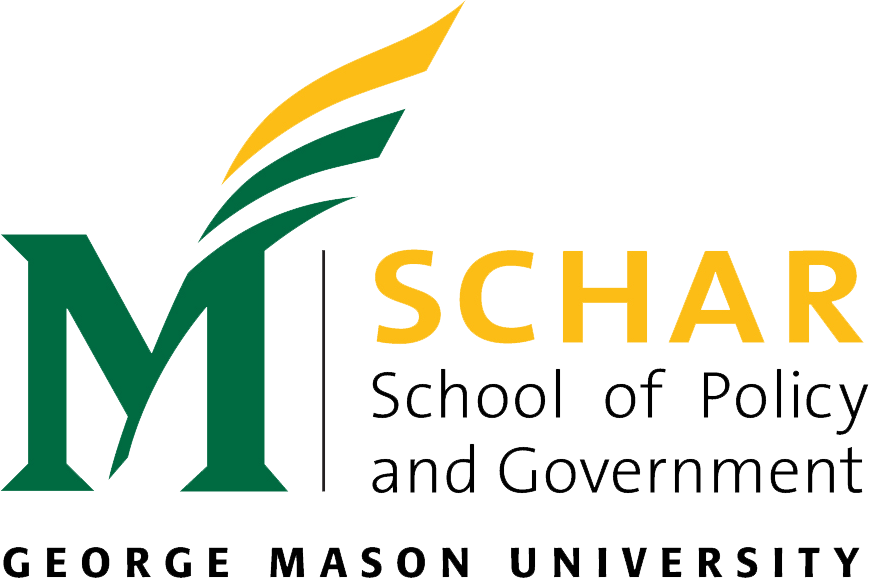 M
SCHAR
School of Policy
and Government
GEORGE MASON UNIVERSITY